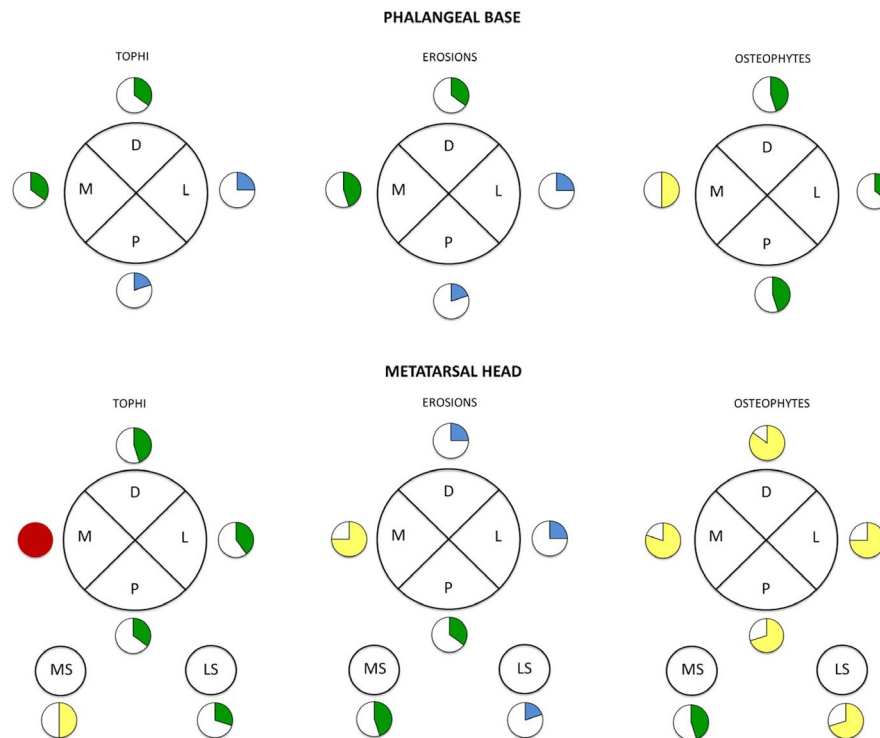 PHALANGEAL BASE
TOPHI EROSIONS OSTEOPHYTES
D D D
M L M L M L
P P P
METATARSAL HEAD
TOPHI EROSIONS OSTEOPHYTES
D D D
M L M L M L
P P P
MS LS MS LS MS LS